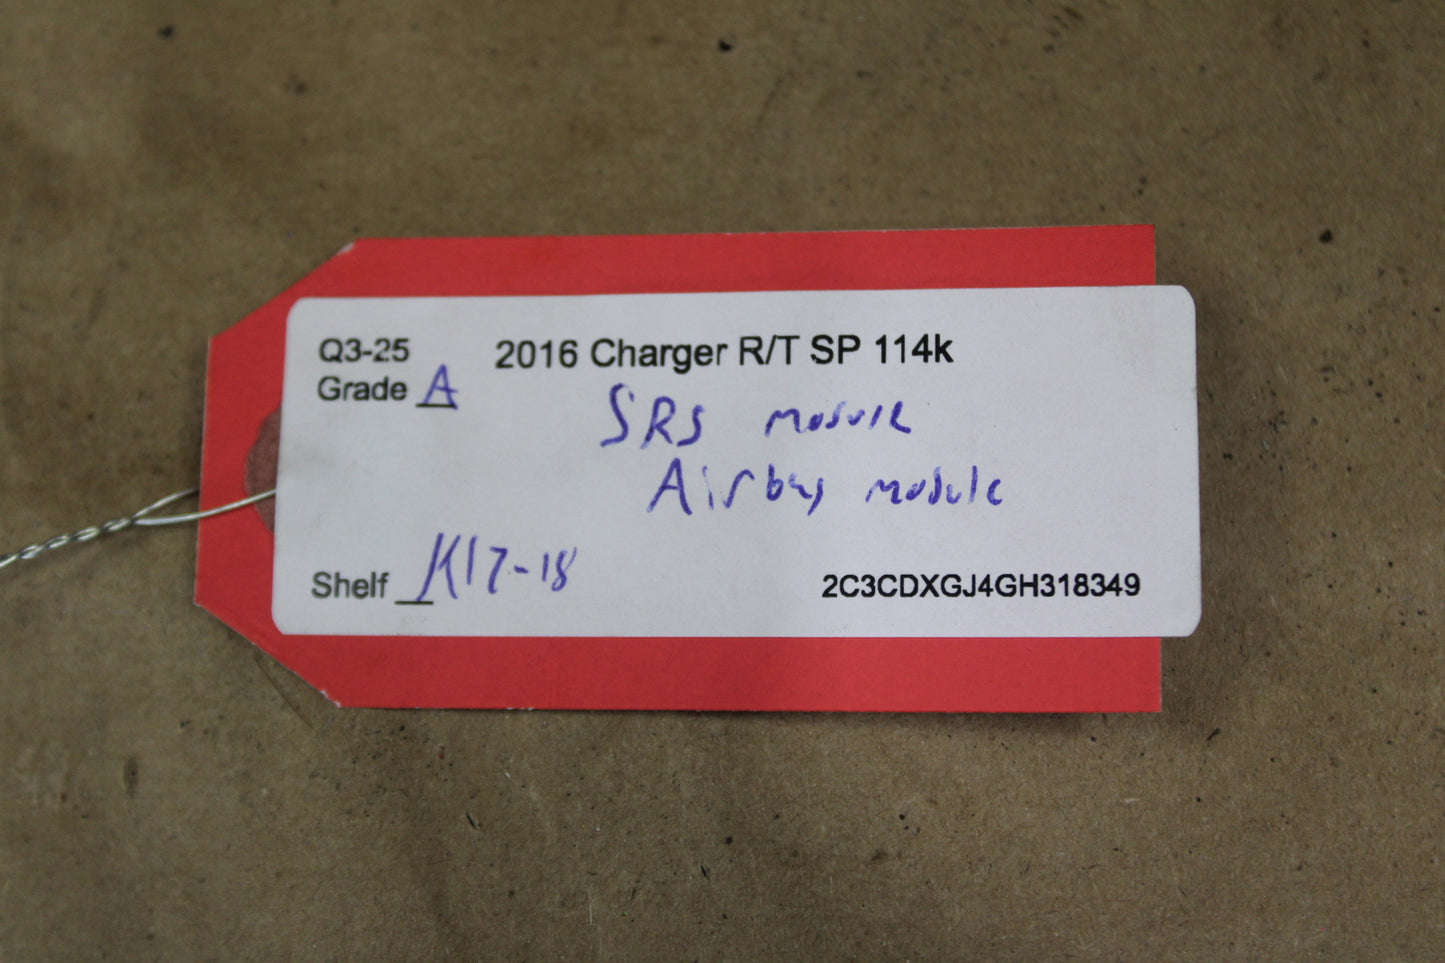 Q3-25 2016 Charger R/T SP 114k
Grade A
SRS module
Airbag module
Shelf K17-18
2C3CDXGJ4GH318349